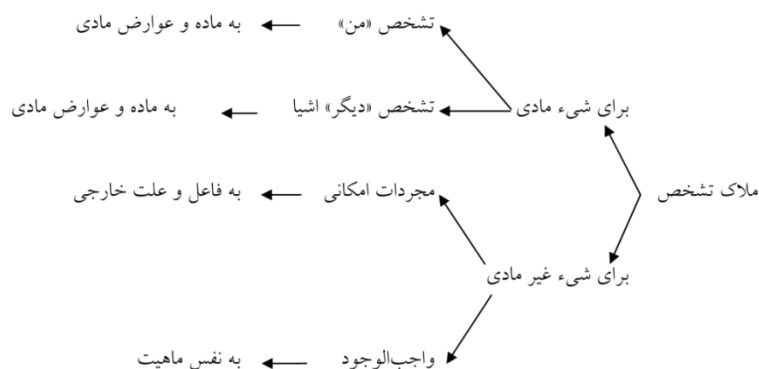 تشخص «من» به ماده و عوارض مادی
برای شیء مادی تشخص «دیگر» اشیا به ماده و عوارض مادی
ملاک تشخص مجردات امکانی به فاعل و علت خارجی
برای شیء غیر مادی
واجب‌الوجود به نفس ماهیت